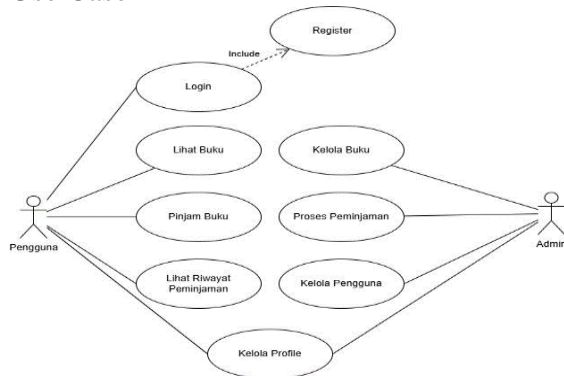 Register
Include
Login
Lihat Buku
Kelola Buku
Pinjam Buku
Proses Peminjaman
Pengguna
Admin
Lihat Riwayat
Peminjaman
Kelola Pengguna
Kelola Profile